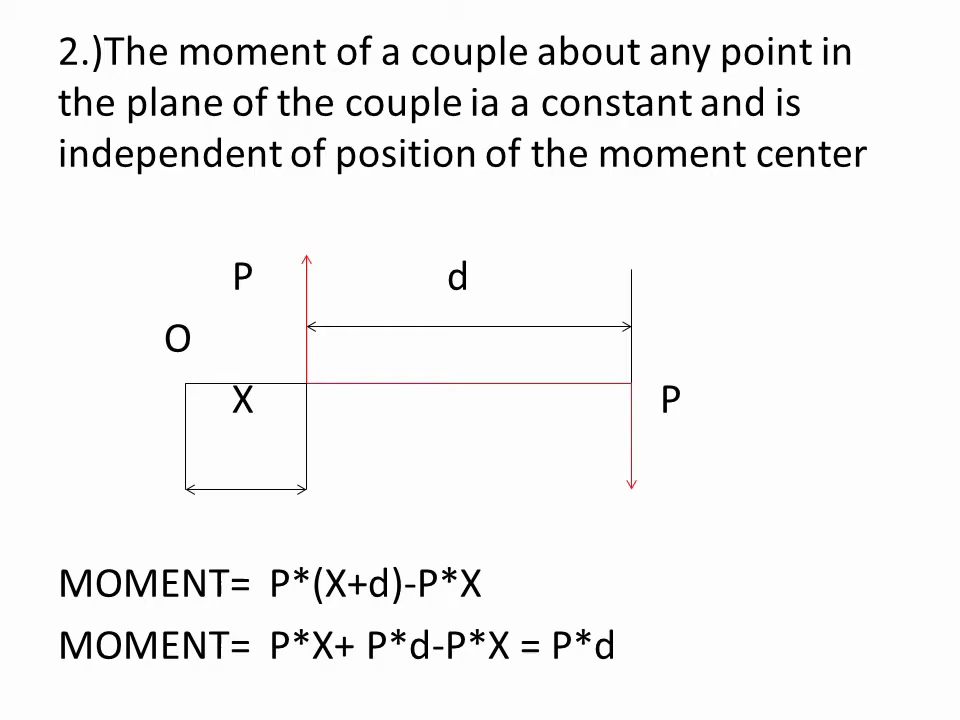 2.)The moment of a couple about any point in
the plane of the couple ia a constant and is
independent of position of the moment center
P d
O
X P
MOMENT= P*(X+d)-P*X
MOMENT= P*X+ P*d-P*X = P*d